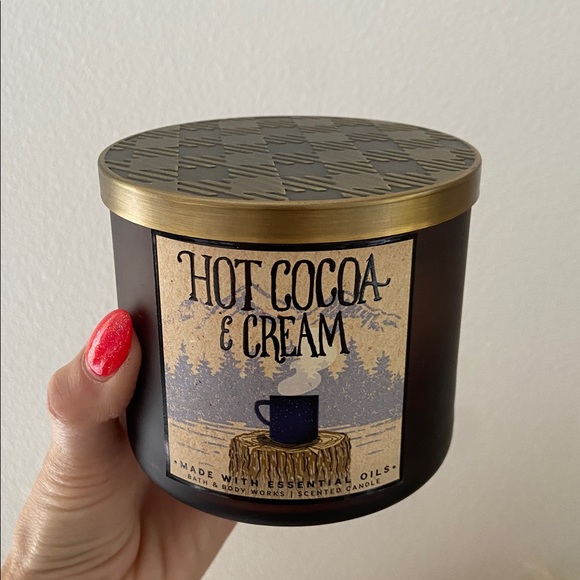 HOT COCOA
& CREAM
• MADE WITH ESSENTIAL OILS •
BATH & BODY WORKS | SCENTED CANDLE